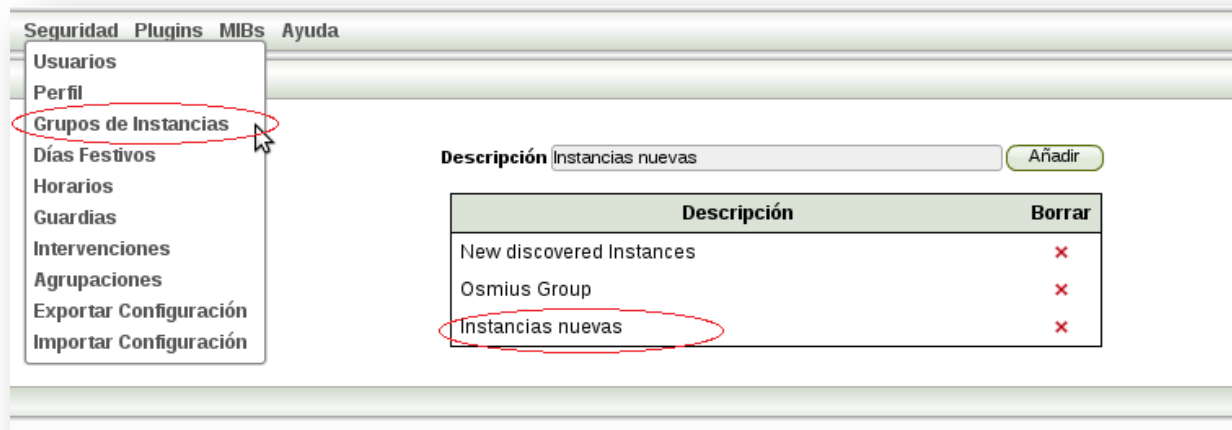 Seguridad Plugins MIBs Ayuda
Usuarios
Perfil
Grupos de Instancias
Días Festivos
Horarios
Guardias
Intervenciones
Agrupaciones
Exportar Configuración
Importar Configuración
Descripción Instancias nuevas Añadir
Descripción Borrar
New discovered Instances
Osmius Group
Instancias nuevas